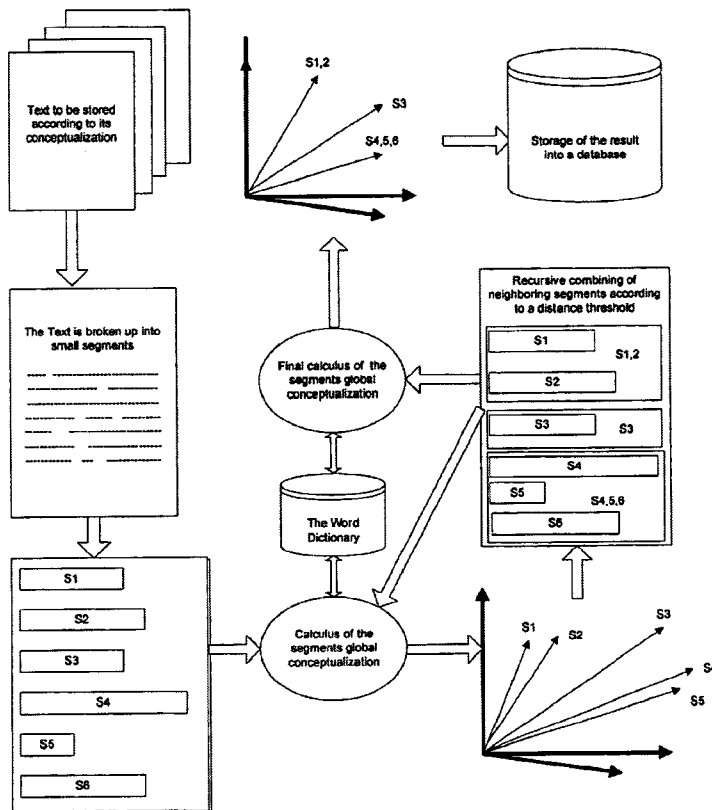 Text to be stored
according to its
conceptualization
S1,2
S3
S4,5,6
Storage of the result
into a database
The Text is broken up into
small segments
Final calculus of the
segments global
conceptualization
Recursive combining of
neighboring segments according
to a distance threshold
S1
S1,2
S2
S3
S3
S4
S5
S4,5,6
S6
The Word
Dictionary
S1
S2
S3
S4
S5
S6
Calculus of the
segments global
conceptualization
S1
S2
S3
S5